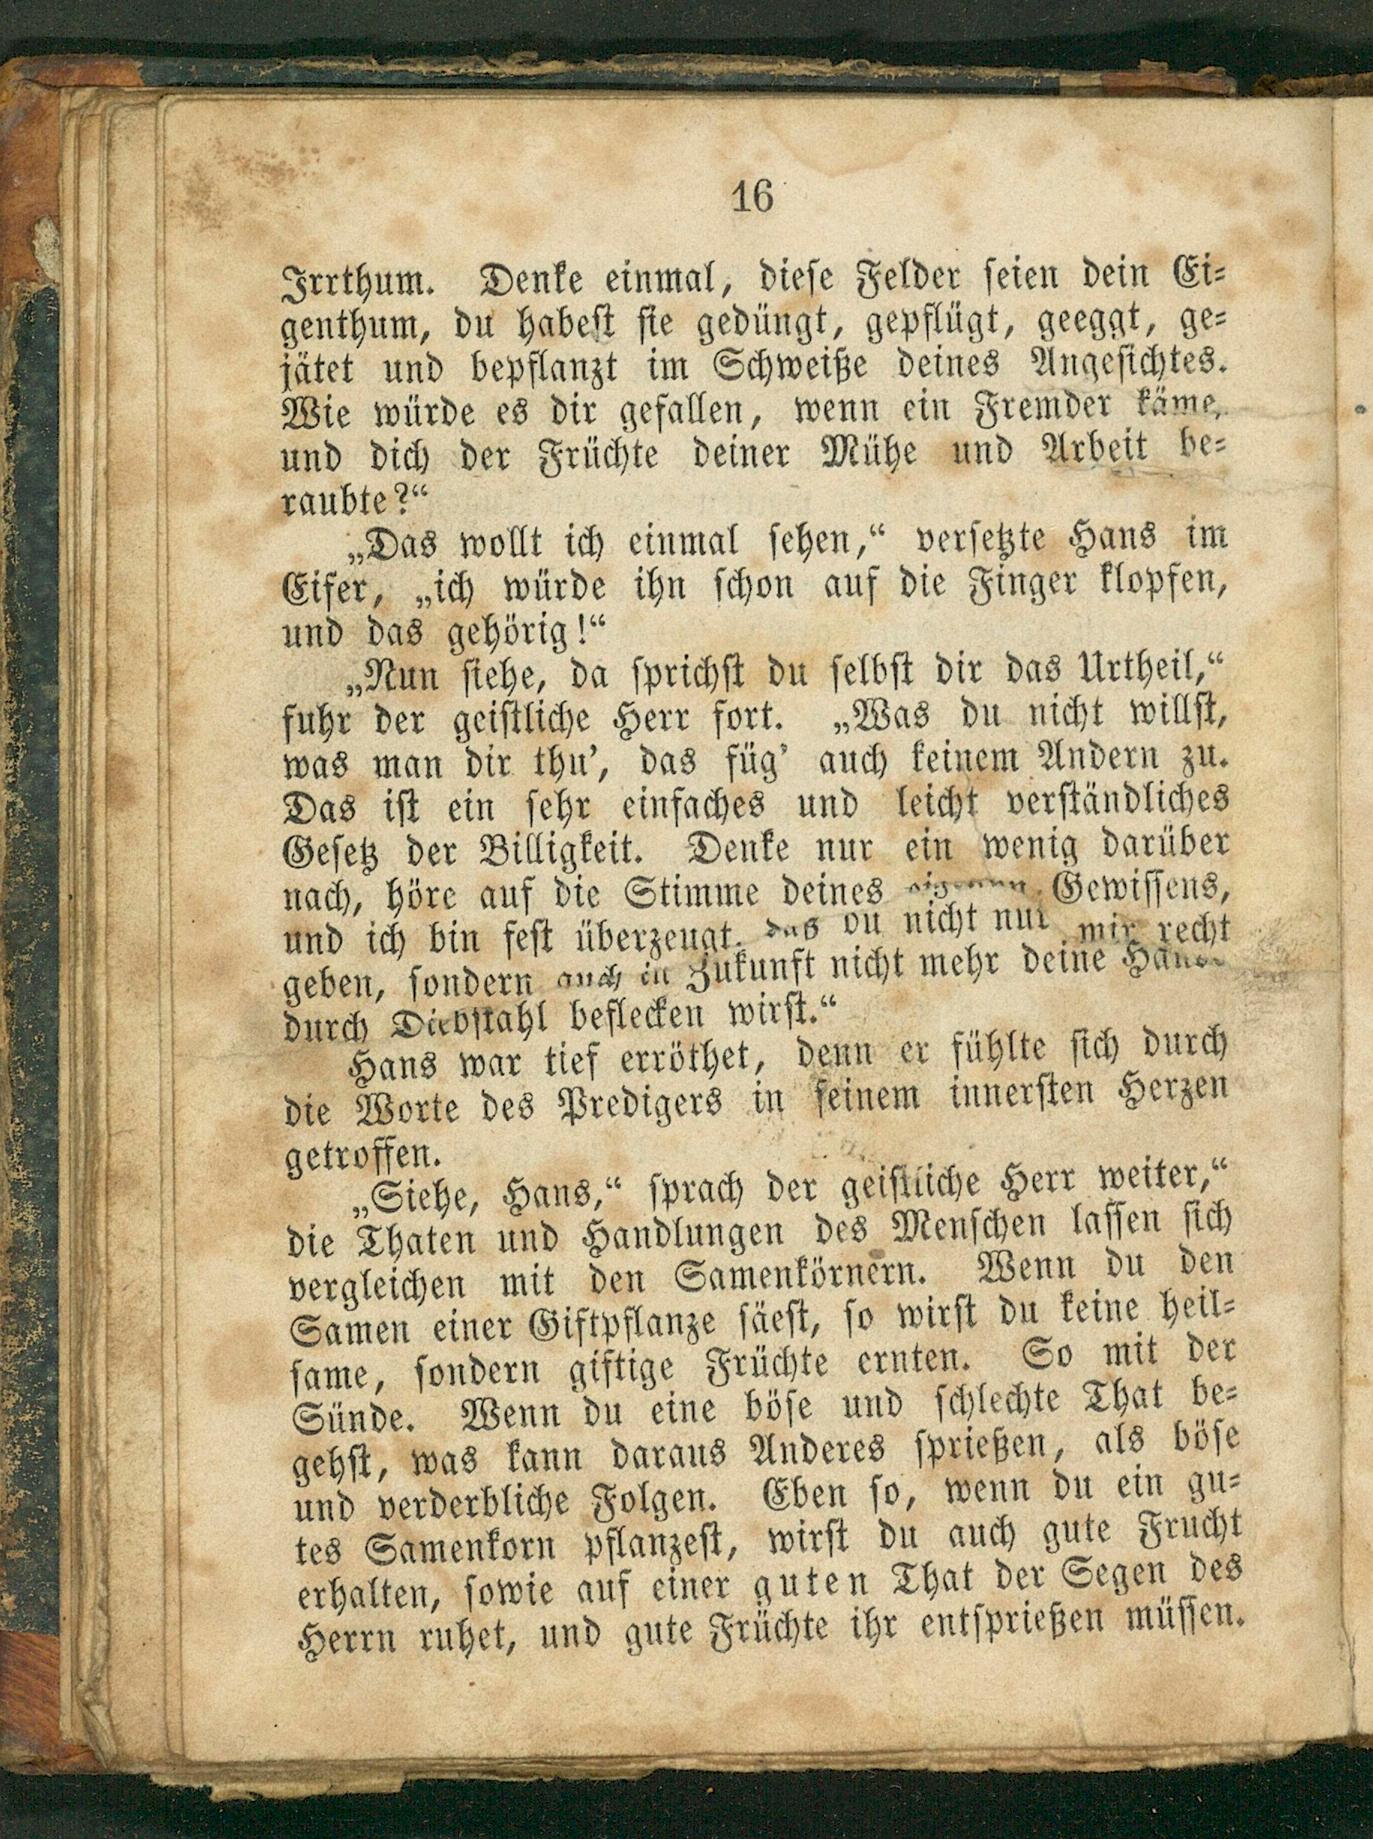 16
Irrthum. Denke einmal, diese Felder seien dein Ei-
genthum, du habest sie gedüngt, gepflügt, geeggt, ge-
jätet und bepflanzt im Schweiße deines Angesichtes.
Wie würde es dir gefallen, wenn ein Fremder käme,
und dich der Früchte deiner Mühe und Arbeit be-
raubte?“
„Das wollt ich einmal sehen,“ versetzte Hans im
Eifer, „ich würde ihn schon auf die Finger klopfen,
und das gehörig!“
„Nun siehe, da sprichst du selbst dir das Urtheil,“
fuhr der geistliche Herr fort. „Was du nicht willst,
was man dir thu’, das füg’ auch keinem Andern zu.
Das ist ein sehr einfaches und leicht verständliches
Gesetz der Billigkeit. Denke nur ein wenig darüber
nach, höre auf die Stimme deines Gewissens,
und ich bin fest überzeugt, das du nicht nur mir recht
geben, sondern auch in Zukunft nicht mehr deine Hände
durch Diebstahl beflecken wirst.“
Hans war tief erröthet, denn er fühlte sich durch
die Worte des Predigers in seinem innersten Herzen
getroffen.
„Siehe, Hans,“ sprach der geistliche Herr weiter,“
die Thaten und Handlungen des Menschen lassen sich
vergleichen mit den Samenkörnern. Wenn du den
Samen einer Giftpflanze säest, so wirst du keine heil-
same, sondern giftige Früchte ernten. So mit der
Sünde. Wenn du eine böse und schlechte That be-
gehst, was kann daraus Anderes sprießen, als böse
und verderbliche Folgen. Eben so, wenn du ein gu-
tes Samenkorn pflanzest, wirst du auch gute Frucht
erhalten, sowie auf einer guten That der Segen des
Herrn ruhet, und gute Früchte ihr entsprießen müssen.